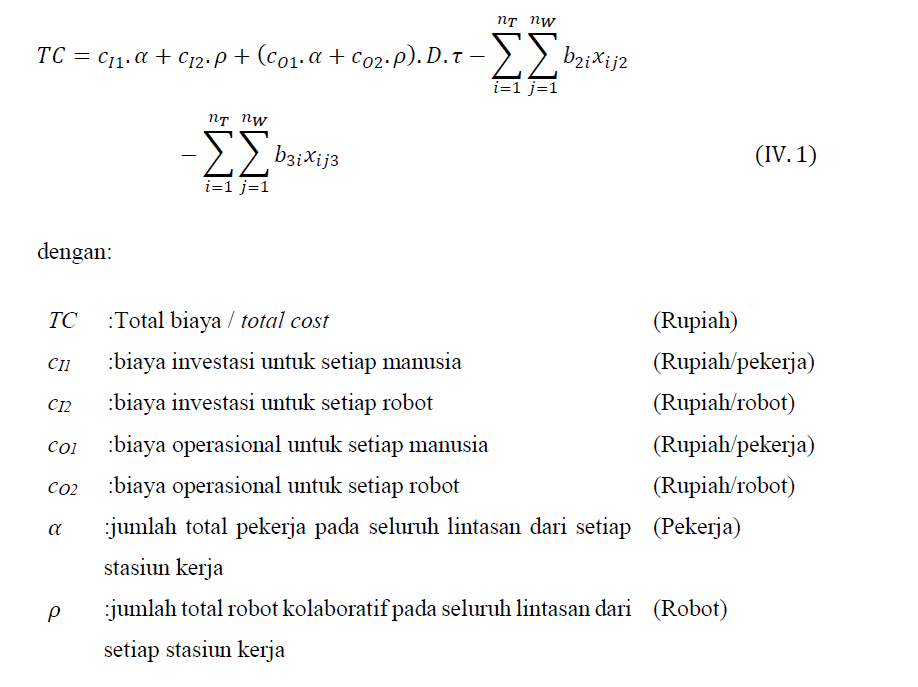 TC = c_{I1}.α + c_{I2}.ρ + (c_{O1}.α + c_{O2}.ρ).D.τ − ∑_{i=1}^{n_T} ∑_{j=1}^{n_W} b_{2i}x_{ij2}
− ∑_{i=1}^{n_T} ∑_{j=1}^{n_W} b_{3i}x_{ij3} (IV.1)
dengan:
TC :Total biaya / total cost (Rupiah)
c_{I1} :biaya investasi untuk setiap manusia (Rupiah/pekerja)
c_{I2} :biaya investasi untuk setiap robot (Rupiah/robot)
c_{O1} :biaya operasional untuk setiap manusia (Rupiah/pekerja)
c_{O2} :biaya operasional untuk setiap robot (Rupiah/robot)
α :jumlah total pekerja pada seluruh lintasan dari setiap (Pekerja)
stasiun kerja
ρ :jumlah total robot kolaboratif pada seluruh lintasan dari (Robot)
setiap stasiun kerja